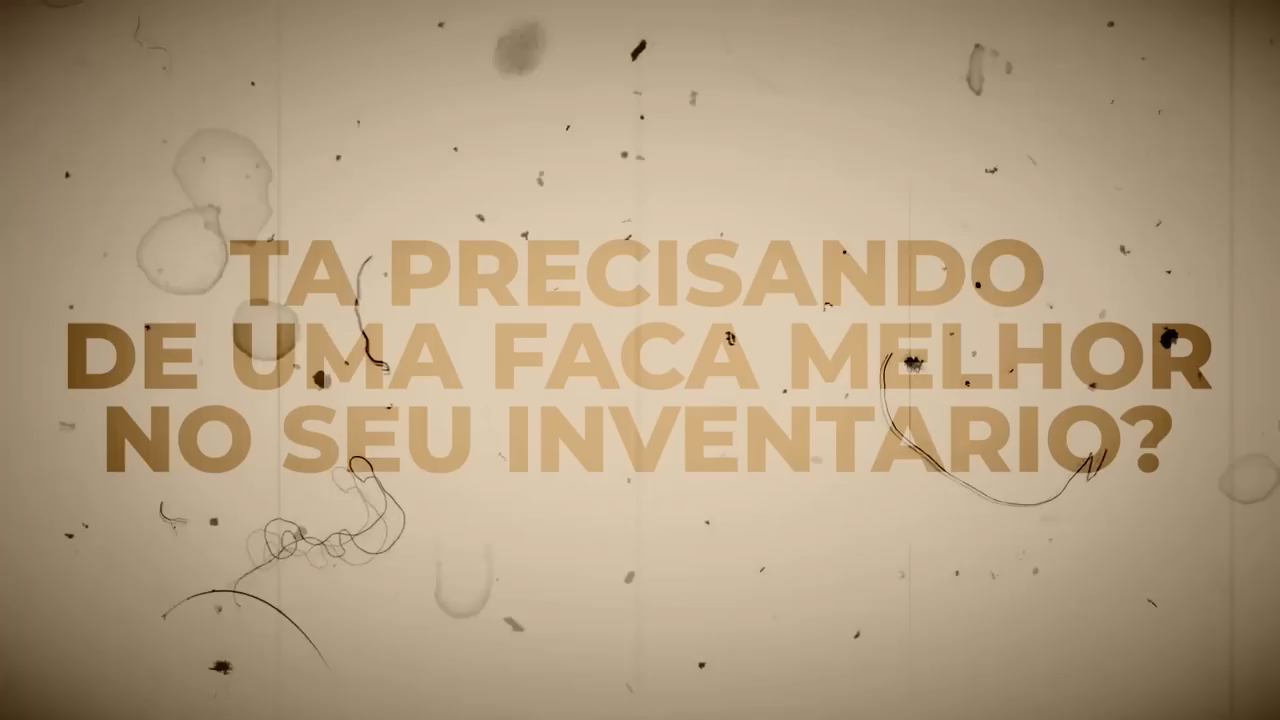 TA PRECISANDO
DE UMA FACA MELHOR
NO SEU INVENTARIO?